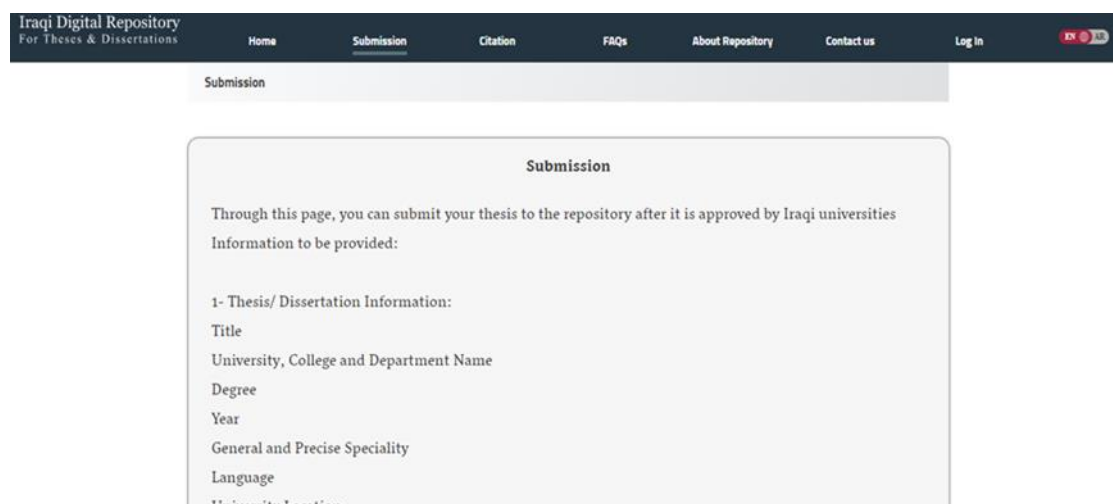 Iraqi Digital Repository
For Theses & Dissertations
Home Submission Citation FAQs About Repository Contact us Log In EN AR
Submission
Submission
Through this page, you can submit your thesis to the repository after it is approved by Iraqi universities
Information to be provided:
1- Thesis/ Dissertation Information:
Title
University, College and Department Name
Degree
Year
General and Precise Speciality
Language